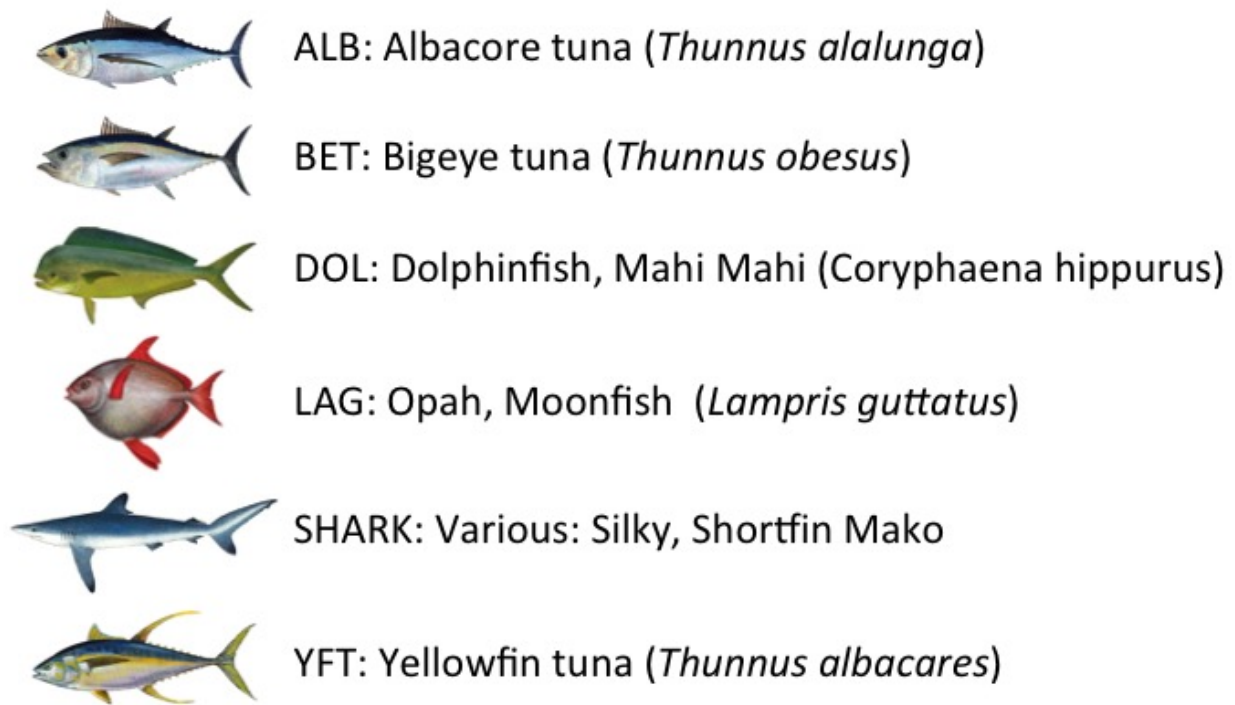 ALB: Albacore tuna (Thunnus alalunga)
BET: Bigeye tuna (Thunnus obesus)
DOL: Dolphinfish, Mahi Mahi (Coryphaena hippurus)
LAG: Opah, Moonfish (Lampris guttatus)
SHARK: Various: Silky, Shortfin Mako
YFT: Yellowfin tuna (Thunnus albacares)